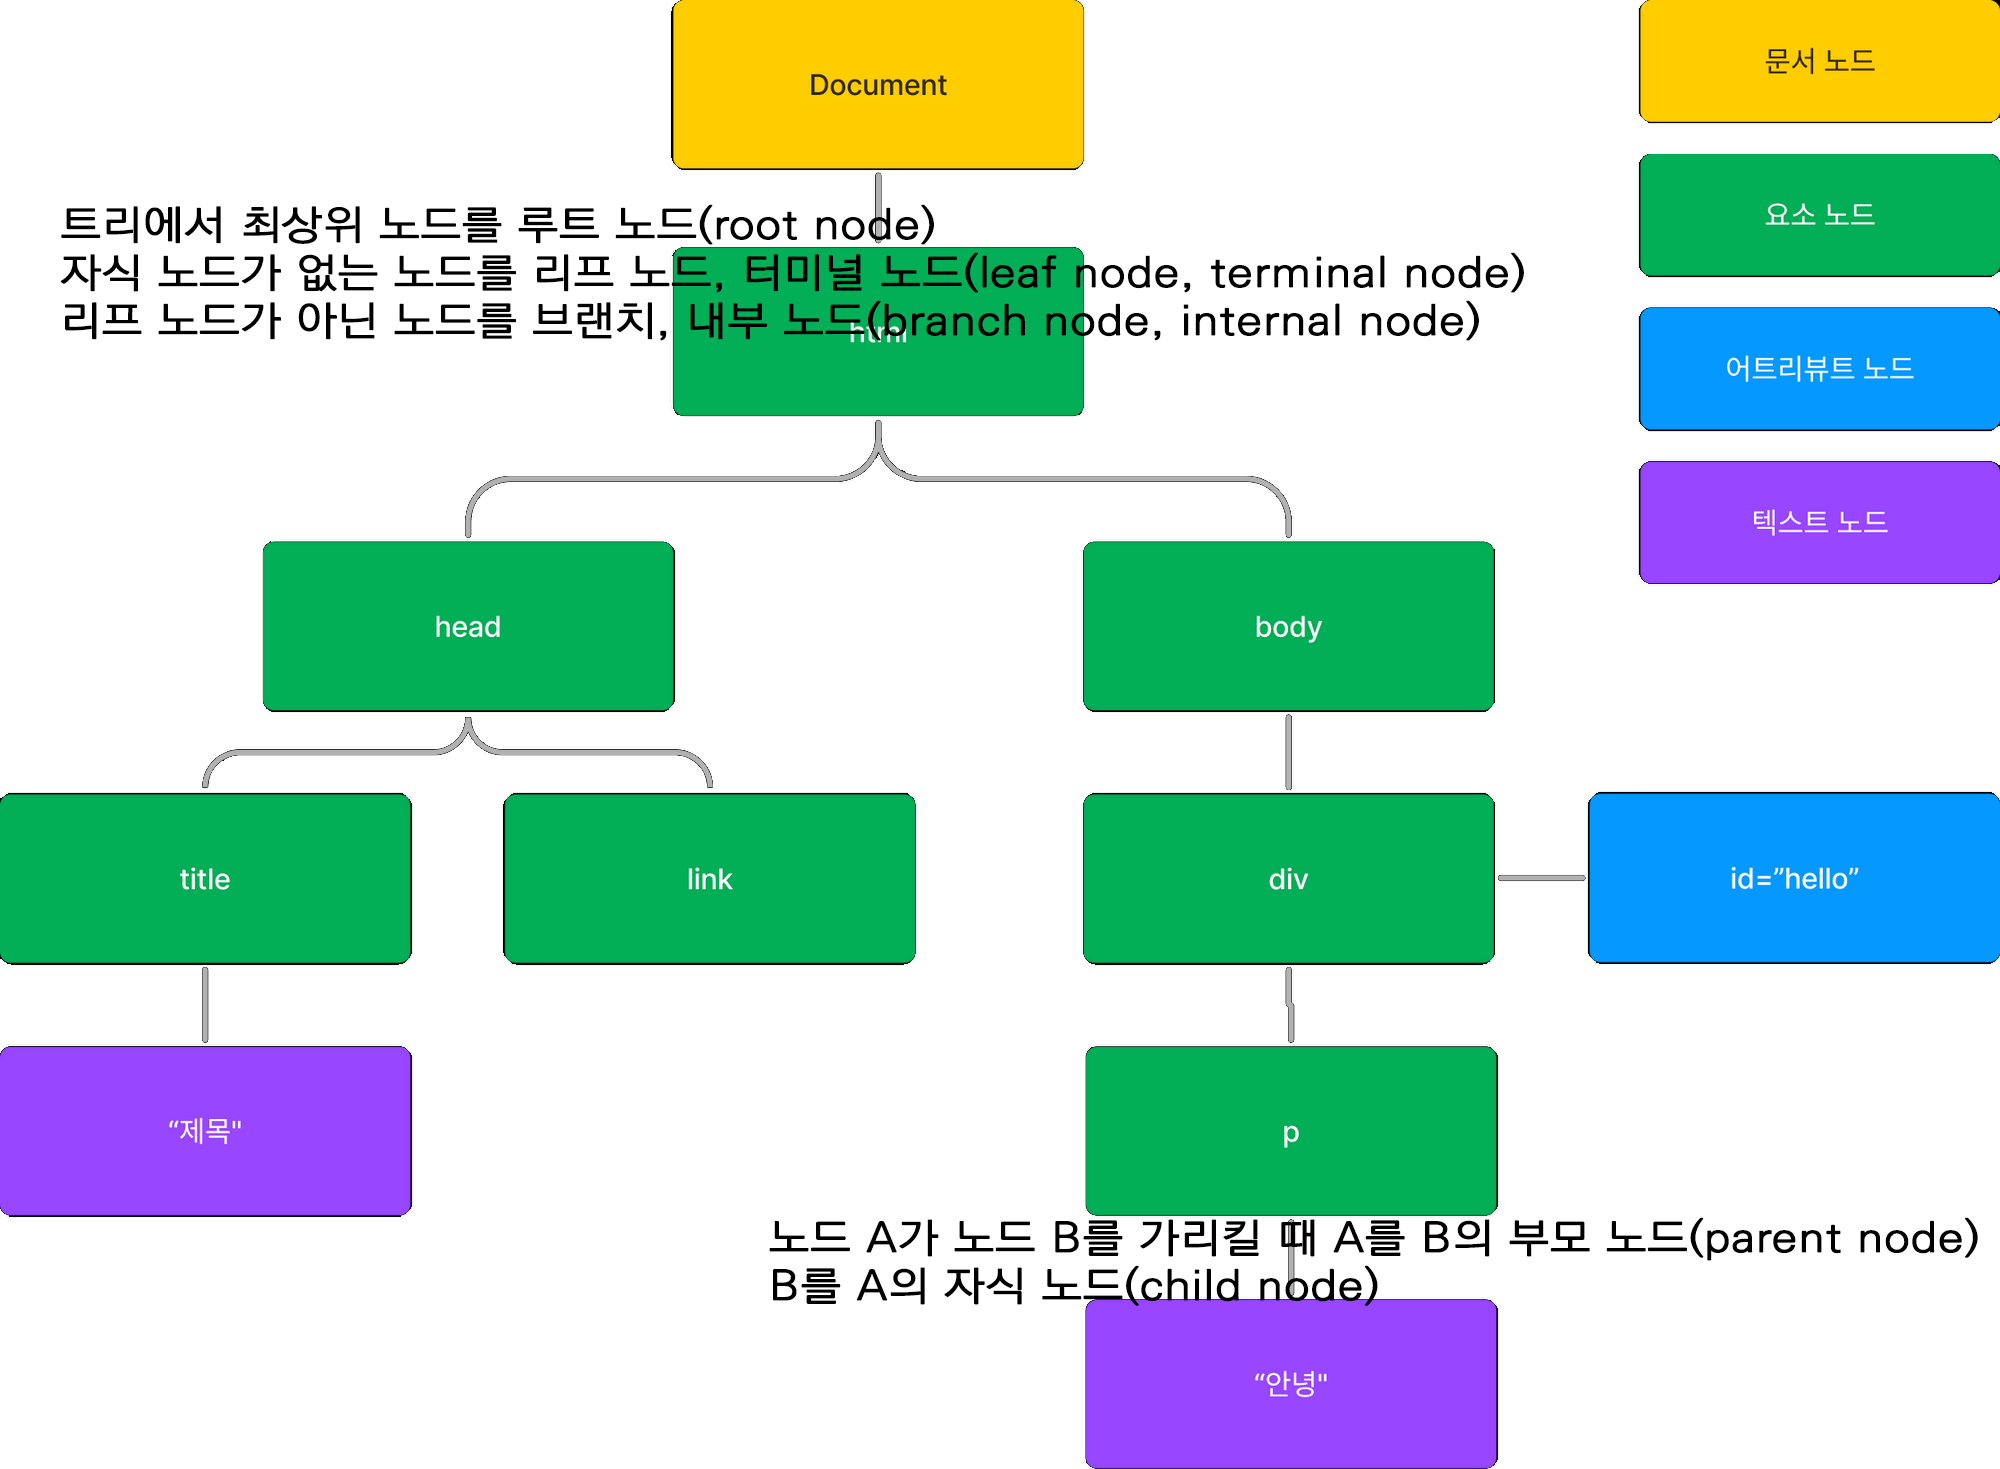 Document
문서 노드
요소 노드
어트리뷰트 노드
텍스트 노드
트리에서 최상위 노드를 루트 노드(root node)
자식 노드가 없는 노드를 리프 노드, 터미널 노드(leaf node, terminal node)
리프 노드가 아닌 노드를 브랜치, 내부 노드(branch node, internal node)
html
head
body
title
link
div
id=”hello”
“제목"
p
노드 A가 노드 B를 가리킬 때 A를 B의 부모 노드(parent node)
B를 A의 자식 노드(child node)
“안녕"